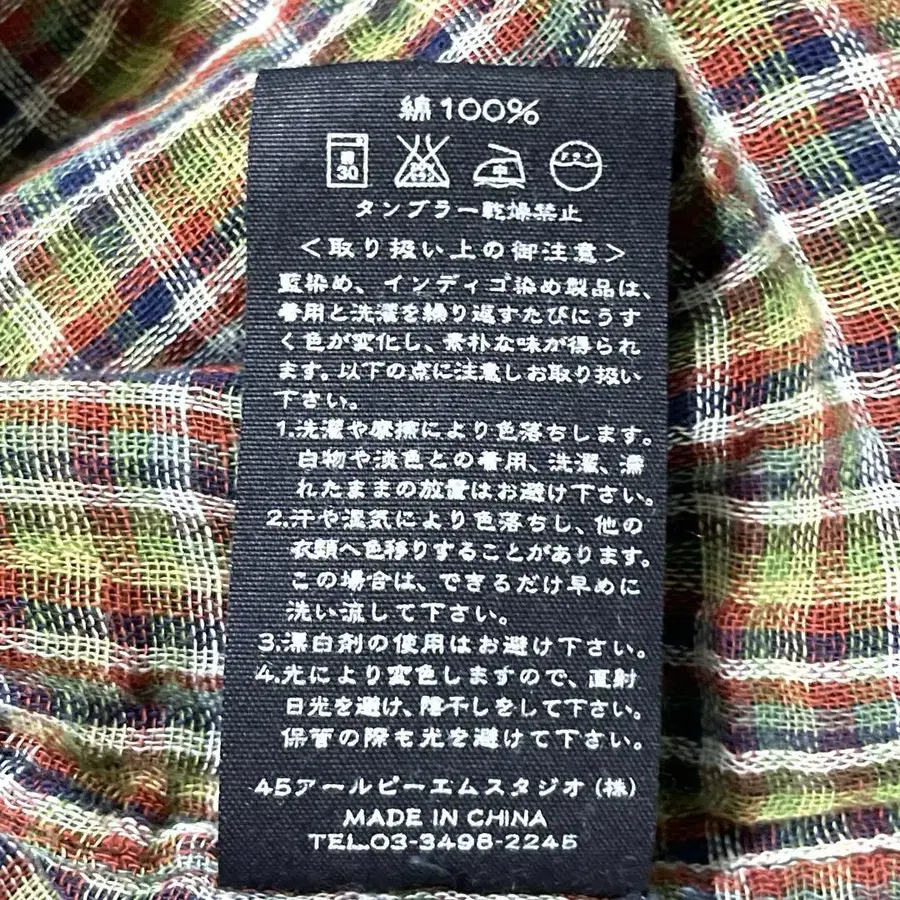 綿100%
弱
30
中
ドライ
タンブラー乾燥禁止
<取り扱い上の御注意>
藍染め、インディゴ染め製品は、
着用と洗濯を繰り返すたびにうす
く色が変化し、素朴な味が得られ
ます。以下の点に注意しお取り扱い
下さい。
1.洗濯や摩擦により色落ちします。
白物や淡色との着用、洗濯、濡
れたままの放置はお避け下さい。
2.汗や湿気により色落ちし、他の
衣類へ色移りすることがあります。
この場合は、できるだけ早めに
洗い流して下さい。
3.漂白剤の使用はお避け下さい。
4.光により変色しますので、直射
日光を避け、陰干しをして下さい。
保管の際も光を避けて下さい。
45アールピーエムスタジオ(株)
MADE IN CHINA
TEL.03-3498-2245